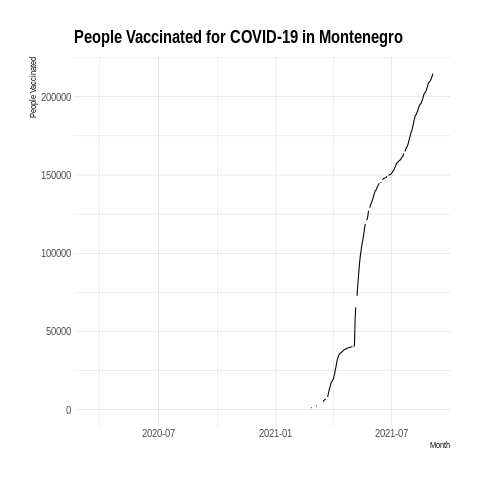 People Vaccinated for COVID-19 in Montenegro
People Vaccinated
200000
150000
100000
50000
0
2020-07 2021-01 2021-07
Month